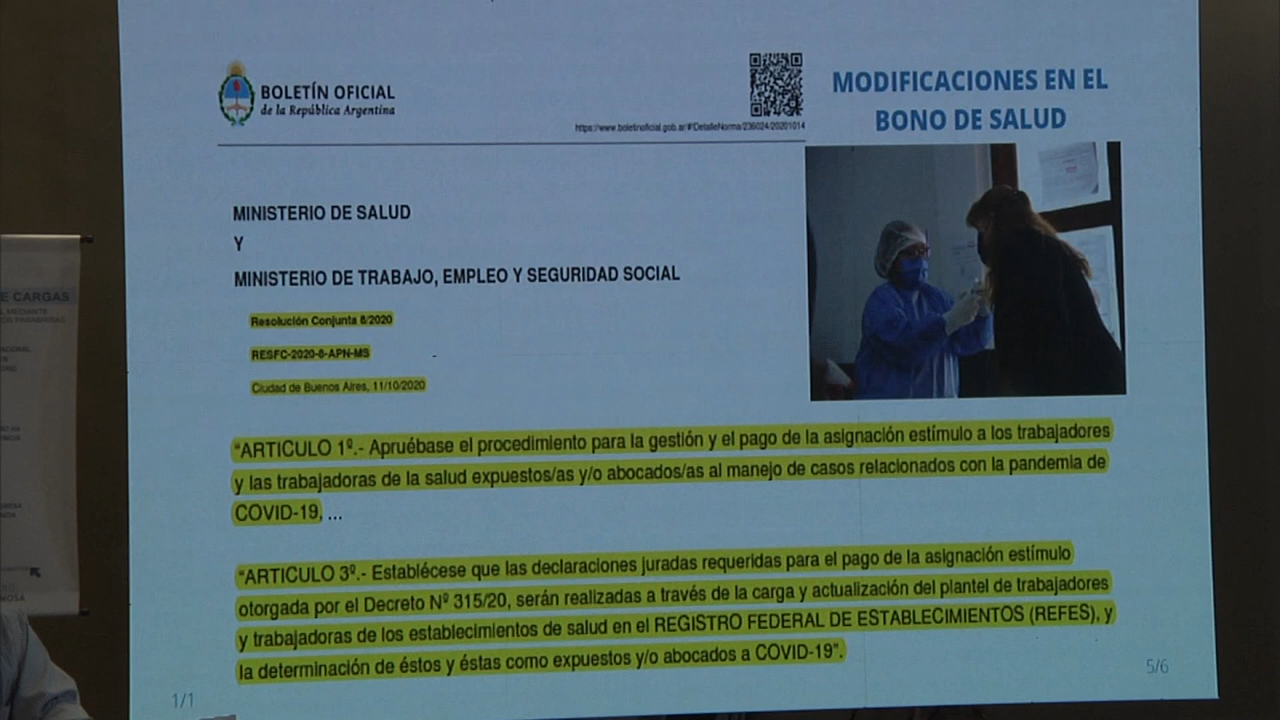 BOLETÍN OFICIAL
de la República Argentina
https://www.boletinoficial.gob.ar/#!DetalleNorma/236024/20201014
MODIFICACIONES EN EL
BONO DE SALUD
MINISTERIO DE SALUD
Y
MINISTERIO DE TRABAJO, EMPLEO Y SEGURIDAD SOCIAL
Resolución Conjunta 8/2020
RESFC-2020-8-APN-MS
Ciudad de Buenos Aires, 11/10/2020
“ARTICULO 1º.- Apruébase el procedimiento para la gestión y el pago de la asignación estímulo a los trabajadores
y las trabajadoras de la salud expuestos/as y/o abocados/as al manejo de casos relacionados con la pandemia de
COVID-19, ...
“ARTICULO 3º.- Establécese que las declaraciones juradas requeridas para el pago de la asignación estímulo
otorgada por el Decreto Nº 315/20, serán realizadas a través de la carga y actualización del plantel de trabajadores
y trabajadoras de los establecimientos de salud en el REGISTRO FEDERAL DE ESTABLECIMIENTOS (REFES), y
la determinación de éstos y éstas como expuestos y/o abocados a COVID-19”.
1/1
5/6
E CARGAS
MEDIANTE